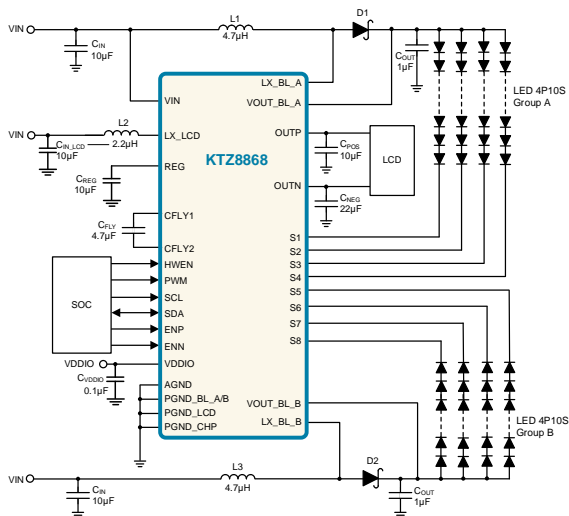 VIN
L1
4.7µH
D1
CIN
10µF
COUT
1µF
LED 4P10S
Group A
VIN
LX_BL_A
VOUT_BL_A
VIN
L2
2.2µH
CIN_LCD
10µF
LX_LCD
KTZ8868
OUTP
CPOS
10µF
LCD
REG
CREG
10µF
OUTN
CNEG
22µF
CFLY1
CFLY
4.7µF
CFLY2
S1
S2
S3
S4
S5
S6
S7
S8
SOC
HWEN
PWM
SCL
SDA
ENP
ENN
VDDIO
VDDIO
CVDDIO
0.1µF
AGND
PGND_BL_A/B
PGND_LCD
PGND_CHP
VOUT_BL_B
LX_BL_B
LED 4P10S
Group B
VIN
L3
4.7µH
D2
CIN
10µF
COUT
1µF